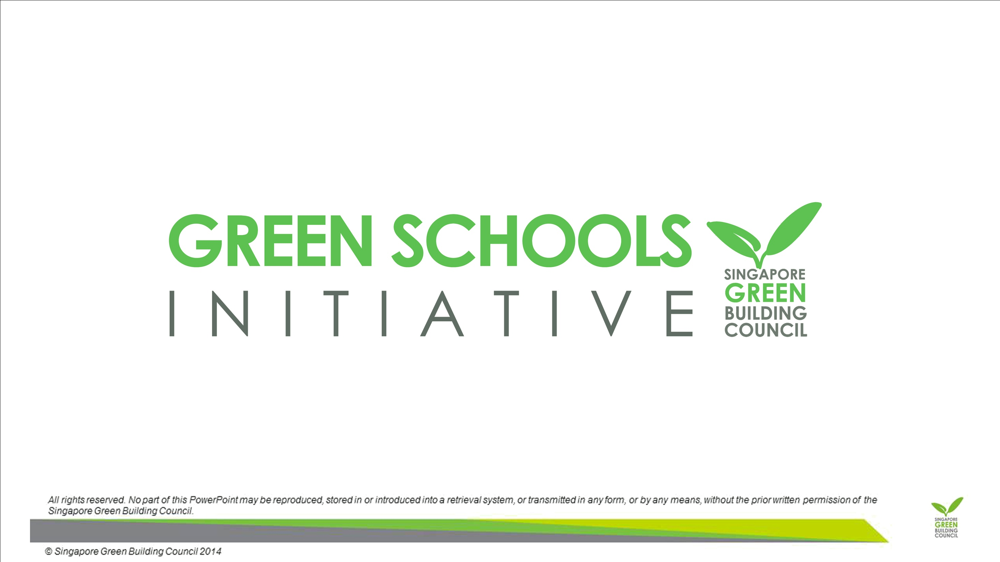 GREEN SCHOOLS
INITIATIVE
SINGAPORE
GREEN
BUILDING
COUNCIL
All rights reserved. No part of this PowerPoint may be reproduced, stored in or introduced into a retrieval system, or transmitted in any form, or by any means, without the prior written permission of the
Singapore Green Building Council.
SINGAPORE
GREEN
BUILDING
COUNCIL
© Singapore Green Building Council 2014